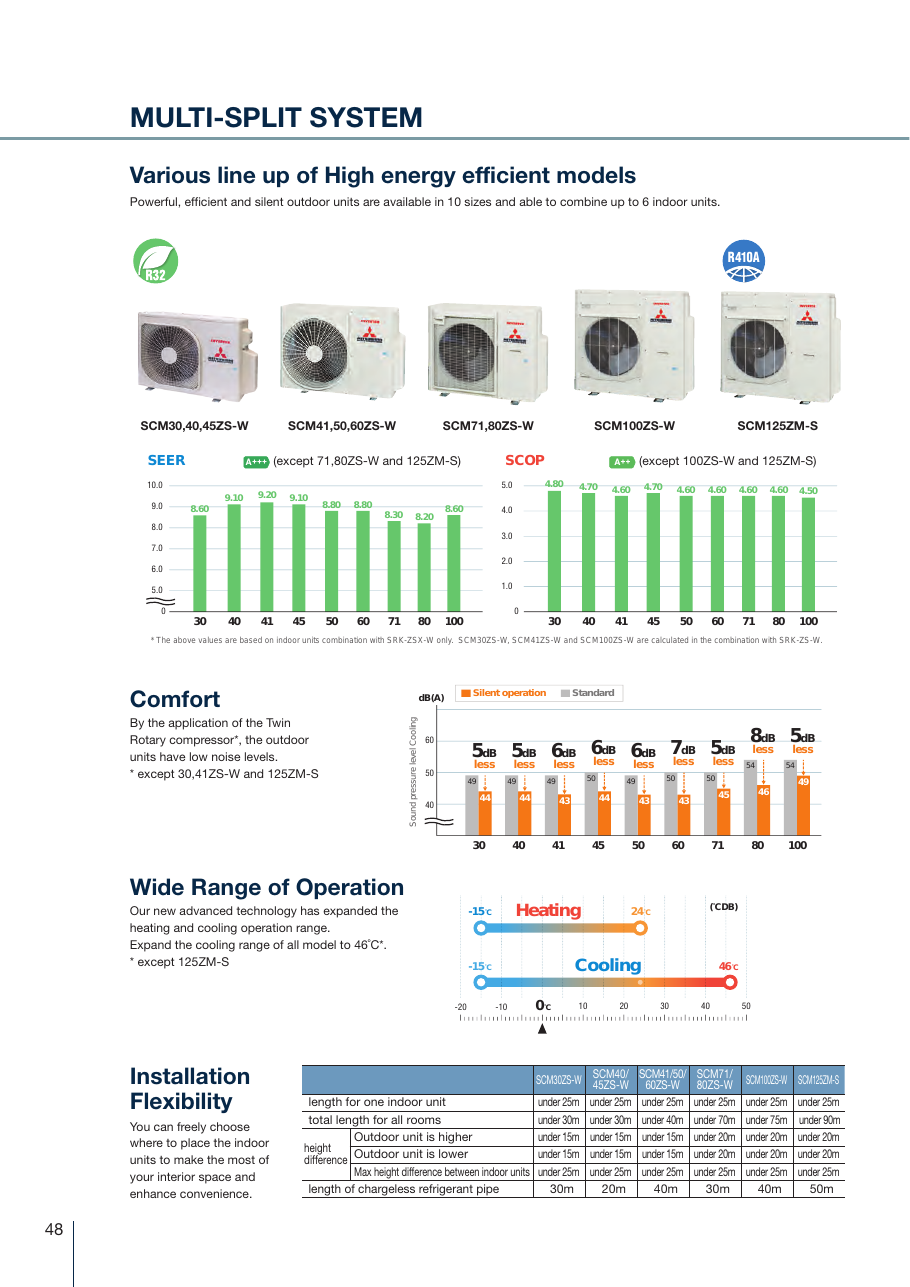 MULTI-SPLIT SYSTEM
Various line up of High energy efficient models
Powerful, efficient and silent outdoor units are available in 10 sizes and able to combine up to 6 indoor units.
R32
R410A
SCM30,40,45ZS-W SCM41,50,60ZS-W SCM71,80ZS-W SCM100ZS-W SCM125ZM-S
SEER A+++ (except 71,80ZS-W and 125ZM-S)
10.0
9.0
8.0
7.0
6.0
5.0
0
8.60 9.10 9.20 9.10 8.80 8.80 8.30 8.20 8.60
30 40 41 45 50 60 71 80 100
SCOP A++ (except 100ZS-W and 125ZM-S)
5.0
4.0
3.0
2.0
1.0
0
4.80 4.70 4.60 4.70 4.60 4.60 4.60 4.60 4.50
30 40 41 45 50 60 71 80 100
* The above values are based on indoor units combination with SRK-ZSX-W only. SCM30ZS-W, SCM41ZS-W and SCM100ZS-W are calculated in the combination with SRK-ZS-W.
Comfort
By the application of the Twin
Rotary compressor*, the outdoor
units have low noise levels.
* except 30,41ZS-W and 125ZM-S
dB(A) Silent operation Standard
Sound pressure level Cooling
60
50
40
5dB 5dB 6dB 6dB 6dB 7dB 5dB 8dB 5dB
less less less less less less less less less
49 49 49 50 49 50 50 54 54
44 44 43 44 43 43 45 46 49
30 40 41 45 50 60 71 80 100
Wide Range of Operation
Our new advanced technology has expanded the
heating and cooling operation range.
Expand the cooling range of all model to 46˚C*.
* except 125ZM-S
-15˚C Heating 24˚C (˚CDB)
-15˚C Cooling 46˚C
-20 -10 0˚C 10 20 30 40 50
Installation
Flexibility
You can freely choose
where to place the indoor
units to make the most of
your interior space and
enhance convenience.
SCM30ZS-W SCM40/45ZS-W SCM41/50/60ZS-W SCM71/80ZS-W SCM100ZS-W SCM125ZM-S
length for one indoor unit under 25m under 25m under 25m under 25m under 25m under 25m
total length for all rooms under 30m under 30m under 40m under 70m under 75m under 90m
height difference
Outdoor unit is higher under 15m under 15m under 15m under 20m under 20m under 20m
Outdoor unit is lower under 15m under 15m under 15m under 20m under 20m under 20m
Max height difference between indoor units under 25m under 25m under 25m under 25m under 25m under 25m
length of chargeless refrigerant pipe 30m 20m 40m 30m 40m 50m
48